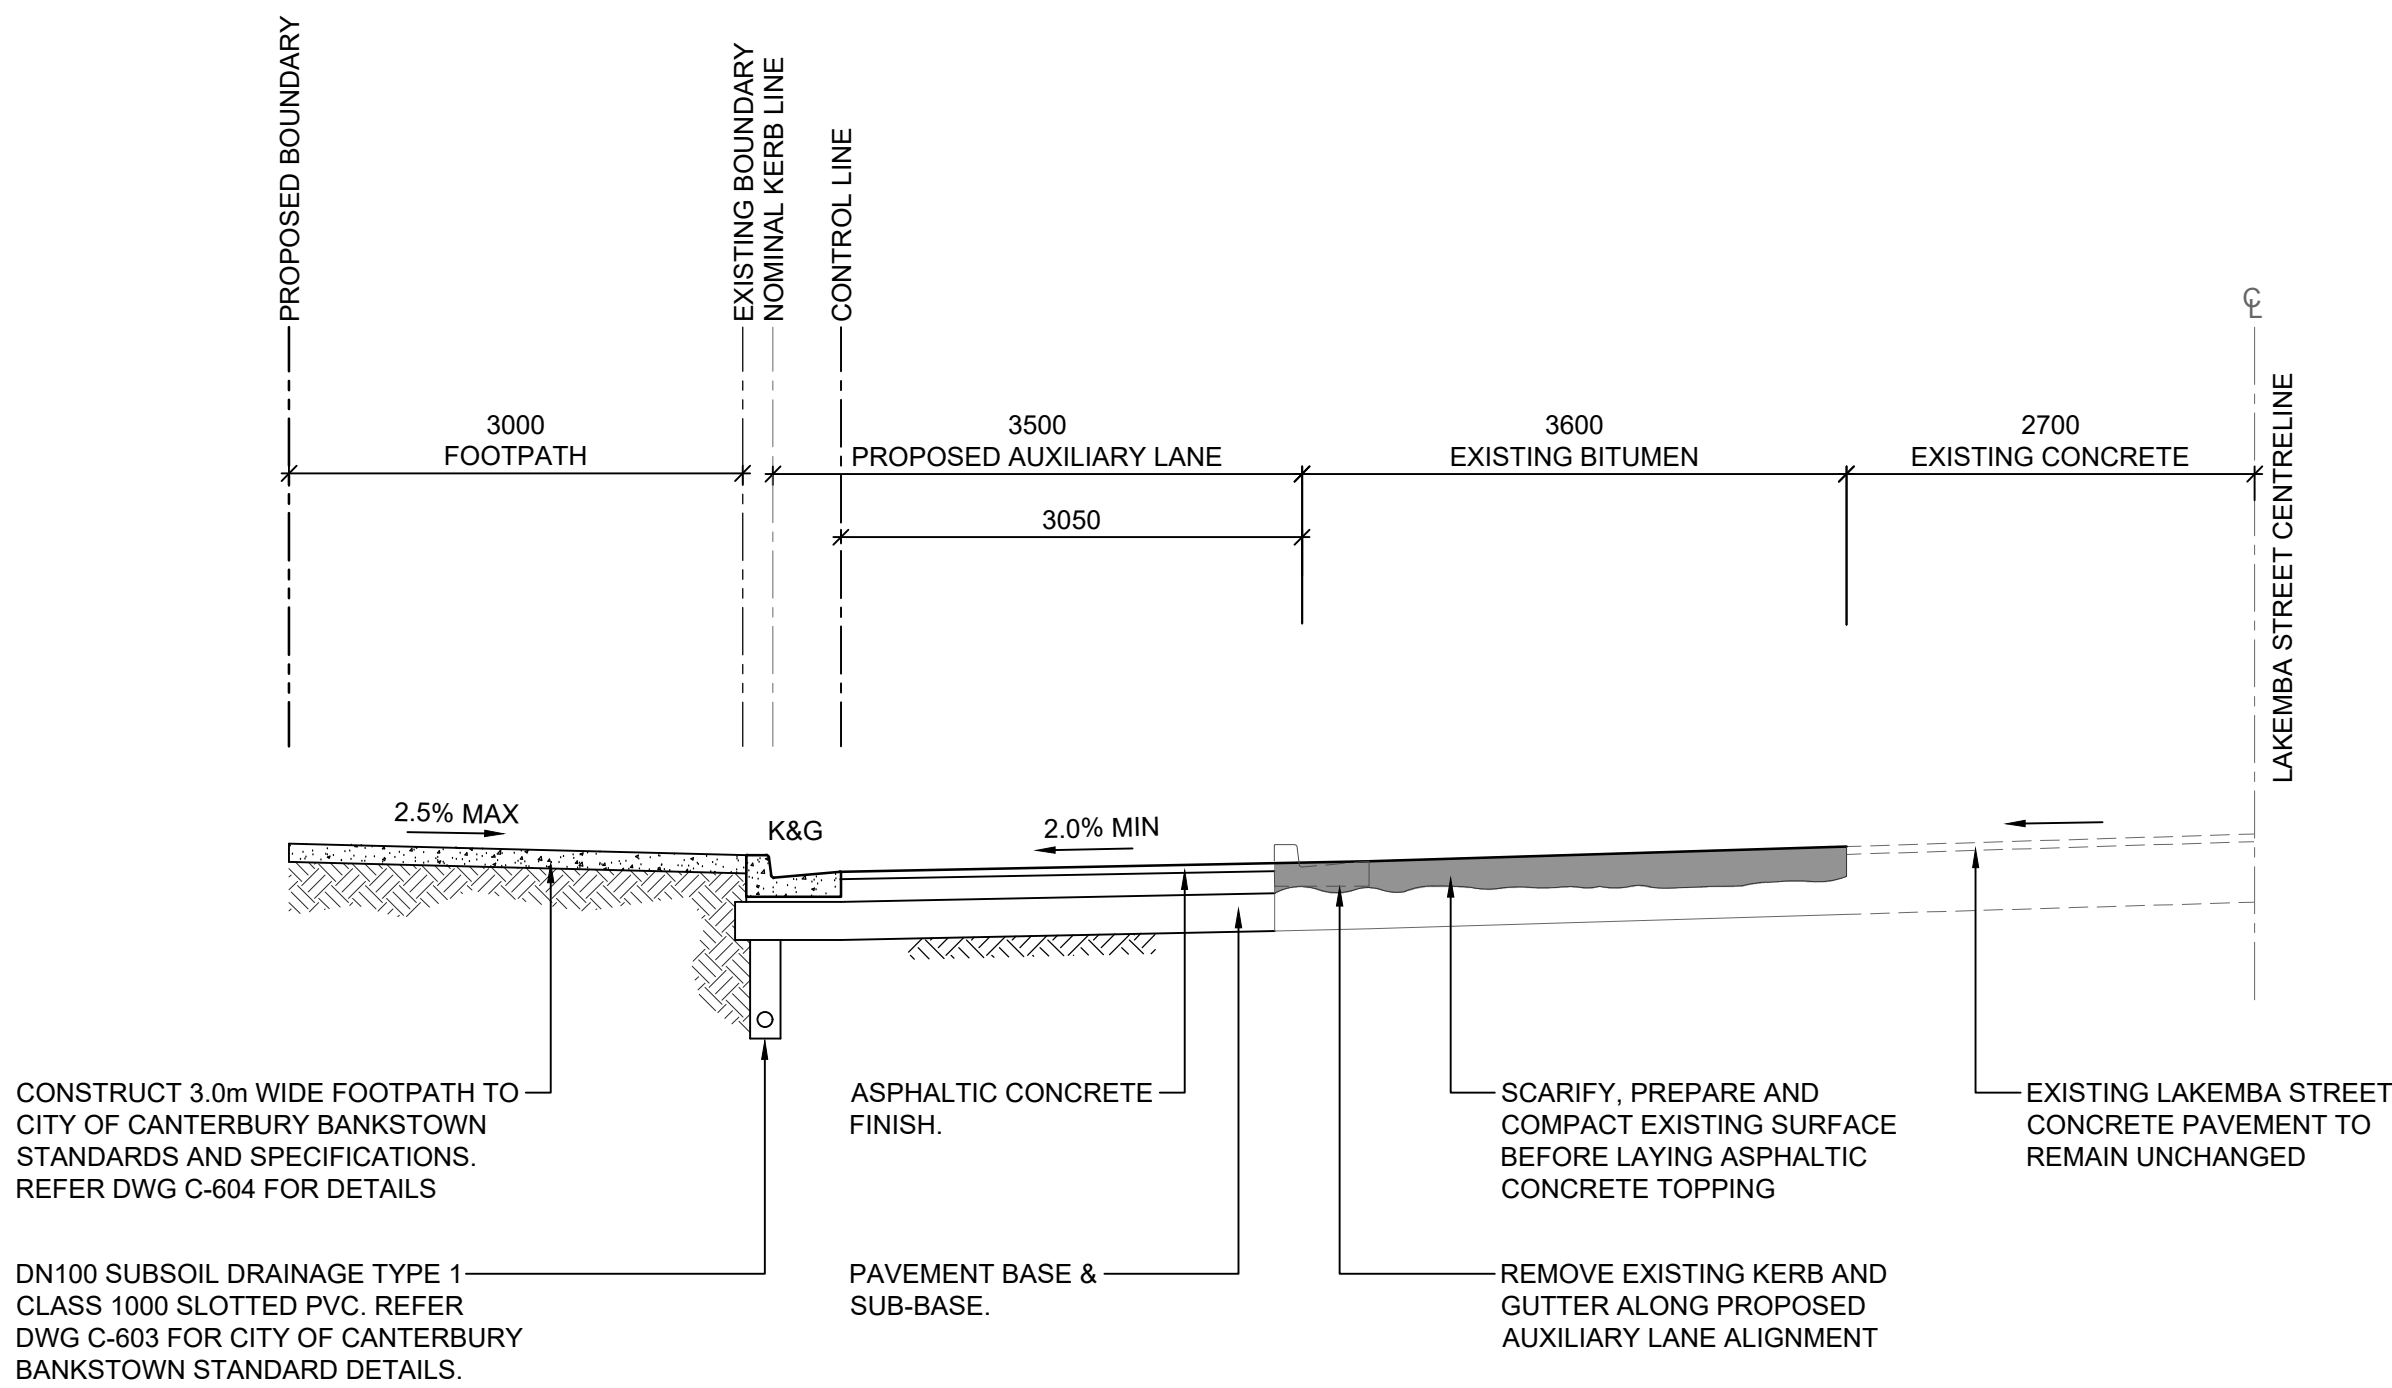 PROPOSED BOUNDARY
EXISTING BOUNDARY
NOMINAL KERB LINE
CONTROL LINE
℄
LAKEMBA STREET CENTRELINE
3000
FOOTPATH
3500
PROPOSED AUXILIARY LANE
3600
EXISTING BITUMEN
2700
EXISTING CONCRETE
3050
2.5% MAX
K&G
2.0% MIN
CONSTRUCT 3.0m WIDE FOOTPATH TO
CITY OF CANTERBURY BANKSTOWN
STANDARDS AND SPECIFICATIONS.
REFER DWG C-604 FOR DETAILS
ASPHALTIC CONCRETE
FINISH.
SCARIFY, PREPARE AND
COMPACT EXISTING SURFACE
BEFORE LAYING ASPHALTIC
CONCRETE TOPPING
EXISTING LAKEMBA STREET
CONCRETE PAVEMENT TO
REMAIN UNCHANGED
DN100 SUBSOIL DRAINAGE TYPE 1
CLASS 1000 SLOTTED PVC. REFER
DWG C-603 FOR CITY OF CANTERBURY
BANKSTOWN STANDARD DETAILS.
PAVEMENT BASE &
SUB-BASE.
REMOVE EXISTING KERB AND
GUTTER ALONG PROPOSED
AUXILIARY LANE ALIGNMENT